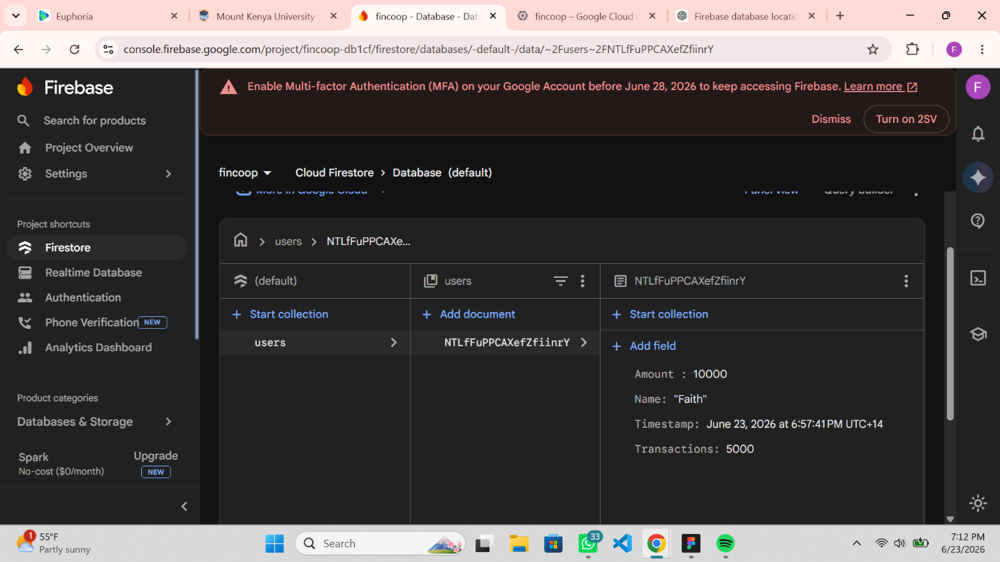 Euphoria
Mount Kenya University :
fincoop - Database - Dat
fincoop – Google Cloud
Firebase database locatio
console.firebase.google.com/project/fincoop-db1cf/firestore/databases/-default-/data/~2Fusers~2FNTLfFuPPCAXefZfiinrY
F
Firebase
Search for products
Project Overview
Settings
Project shortcuts
Firestore
Realtime Database
Authentication
Phone Verification NEW
Analytics Dashboard
Product categories
Databases & Storage
Spark
No-cost ($0/month)
Upgrade
NEW
Enable Multi-factor Authentication (MFA) on your Google Account before June 28, 2026 to keep accessing Firebase. Learn more
Dismiss
Turn on 2SV
F
fincoop
Cloud Firestore > Database (default)
More in Google Cloud
Panel view
Query builder
users > NTLfFuPPCAXe...
(default)
Start collection
users
users
Add document
NTLfFuPPCAXefZfiinrY
NTLfFuPPCAXefZfiinrY
Start collection
Add field
Amount : 10000
Name: "Faith"
Timestamp: June 23, 2026 at 6:57:41 PM UTC+14
Transactions: 5000
1
55°F
Partly sunny
Search
33
7:12 PM
6/23/2026